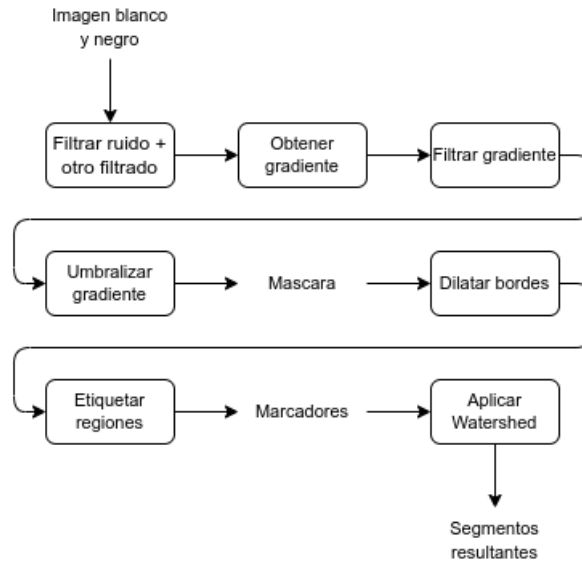 Imagen blanco
y negro
Filtrar ruido +
otro filtrado
Obtener
gradiente
Filtrar gradiente
Umbralizar
gradiente
Mascara
Dilatar bordes
Etiquetar
regiones
Marcadores
Aplicar
Watershed
Segmentos
resultantes